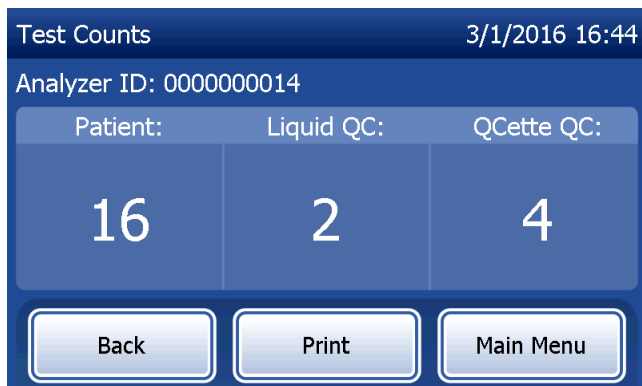 Test Counts 3/1/2016 16:44
Analyzer ID: 0000000014
Patient: Liquid QC: QCette QC:
16 2 4
Back Print Main Menu